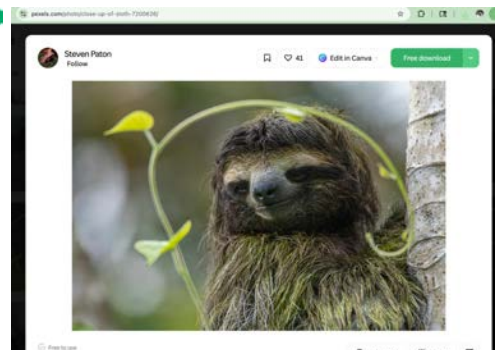 pexels.com/photo/close-up-of-sloth-7200639/
Steven Paton
Follow
41
Edit in Canva
Free download
Free to use